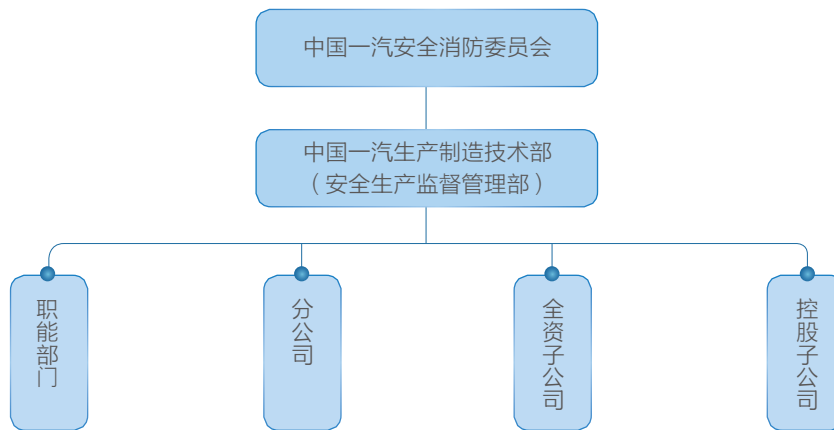 中国一汽安全消防委员会
中国一汽生产制造技术部
（安全生产监督管理部）
职能部门
分公司
全资子公司
控股子公司